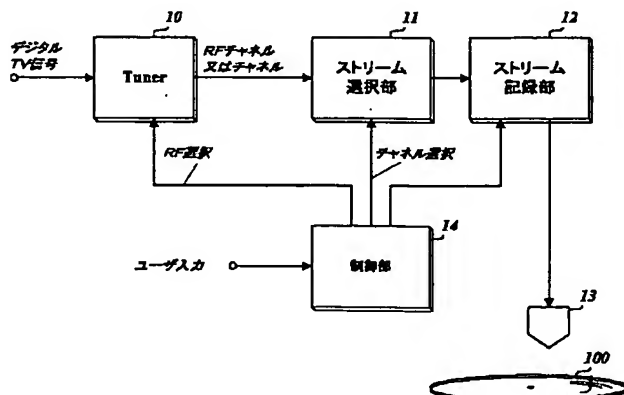 10
11
12
デジタル
TV信号
Tuner
RFチャネル
又はチャネル
ストリーム
選択部
ストリーム
記録部
RF選択
チャネル選択
14
ユーザ入力
制御部
13
100